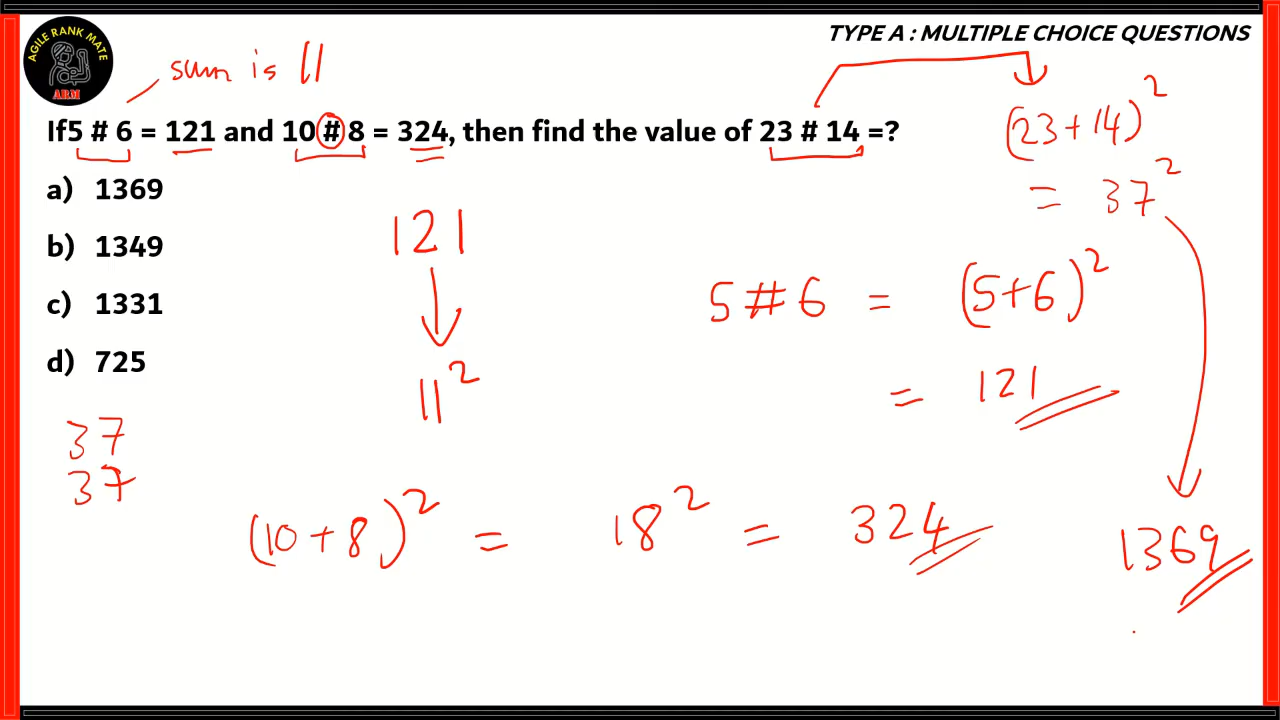 AGILE RANK MATE
ARM
TYPE A : MULTIPLE CHOICE QUESTIONS
sum is 11
If5 # 6 = 121 and 10 # 8 = 324, then find the value of 23 # 14 =?
(23+14)²
= 37²
a) 1369
b) 1349
c) 1331
d) 725
121
11²
5 # 6 = (5+6)²
= 121
37
37
(10+8)² = 18² = 324
1369